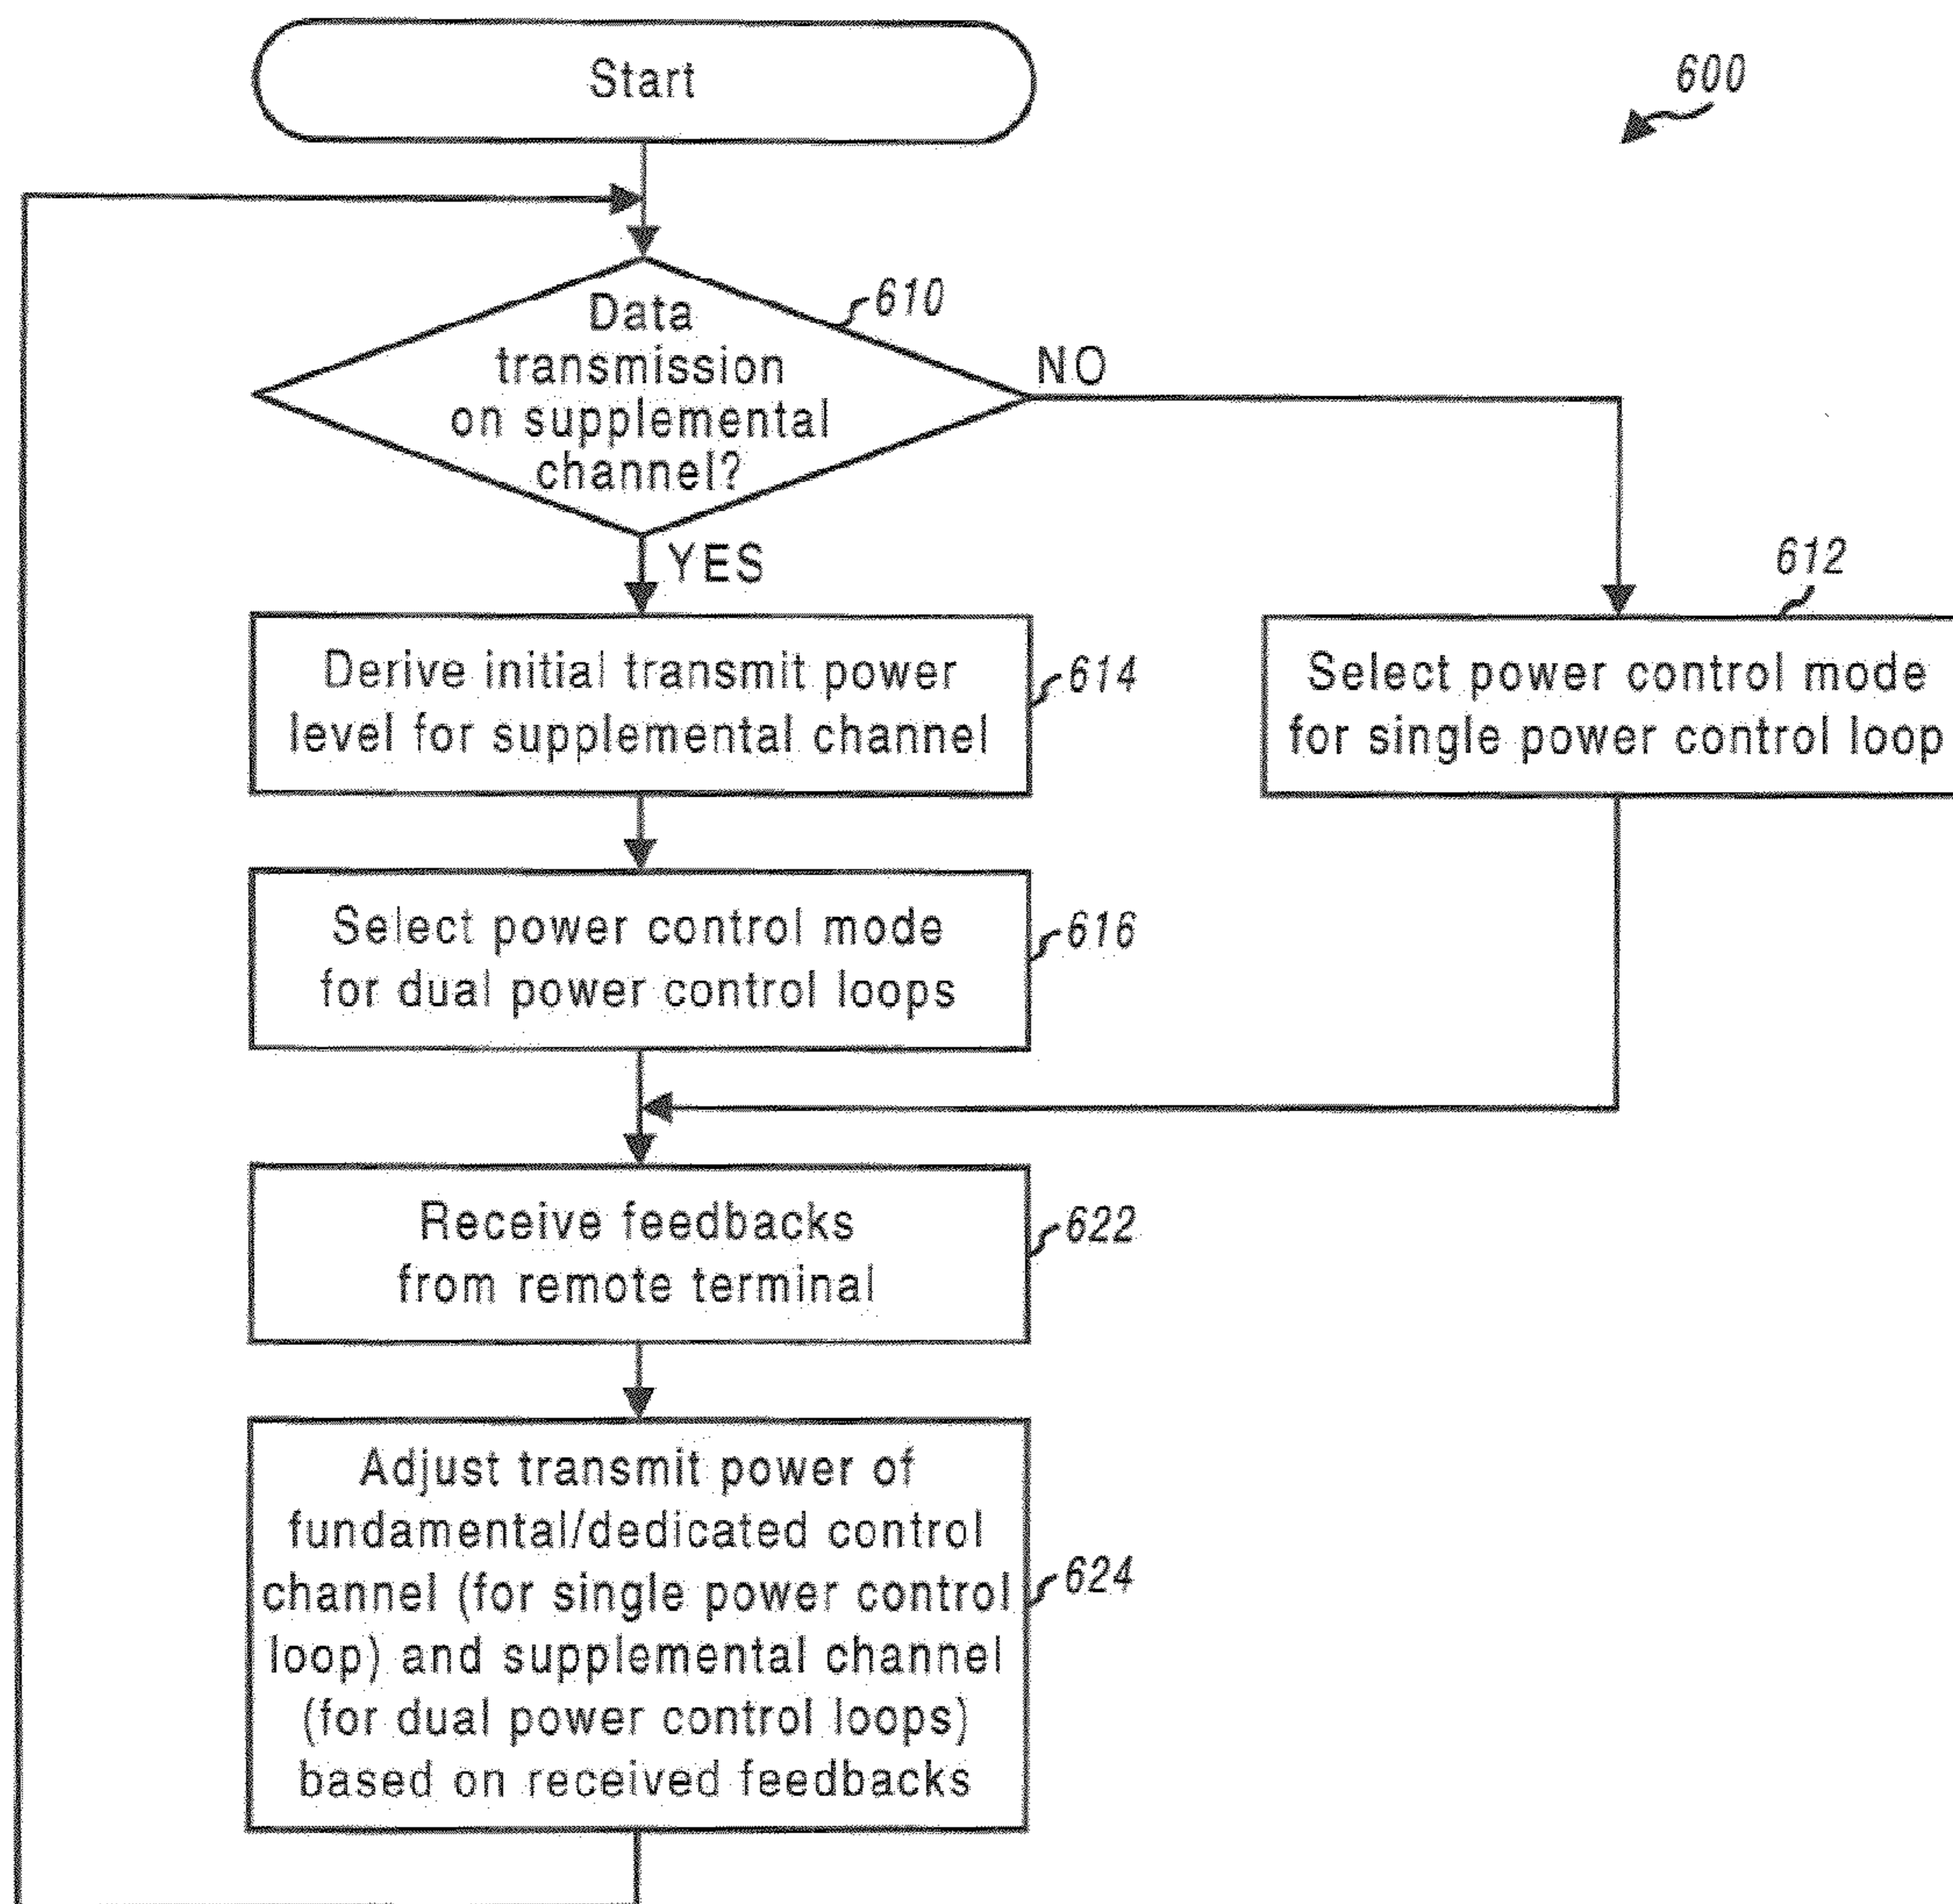 Start
600
Data
transmission
on supplemental
channel?
610
NO
YES
612
Derive initial transmit power
level for supplemental channel
614
Select power control mode
for single power control loop
Select power control mode
for dual power control loops
616
Receive feedbacks
from remote terminal
622
Adjust transmit power of
fundamental/dedicated control
channel (for single power control
loop) and supplemental channel
(for dual power control loops)
based on received feedbacks
624